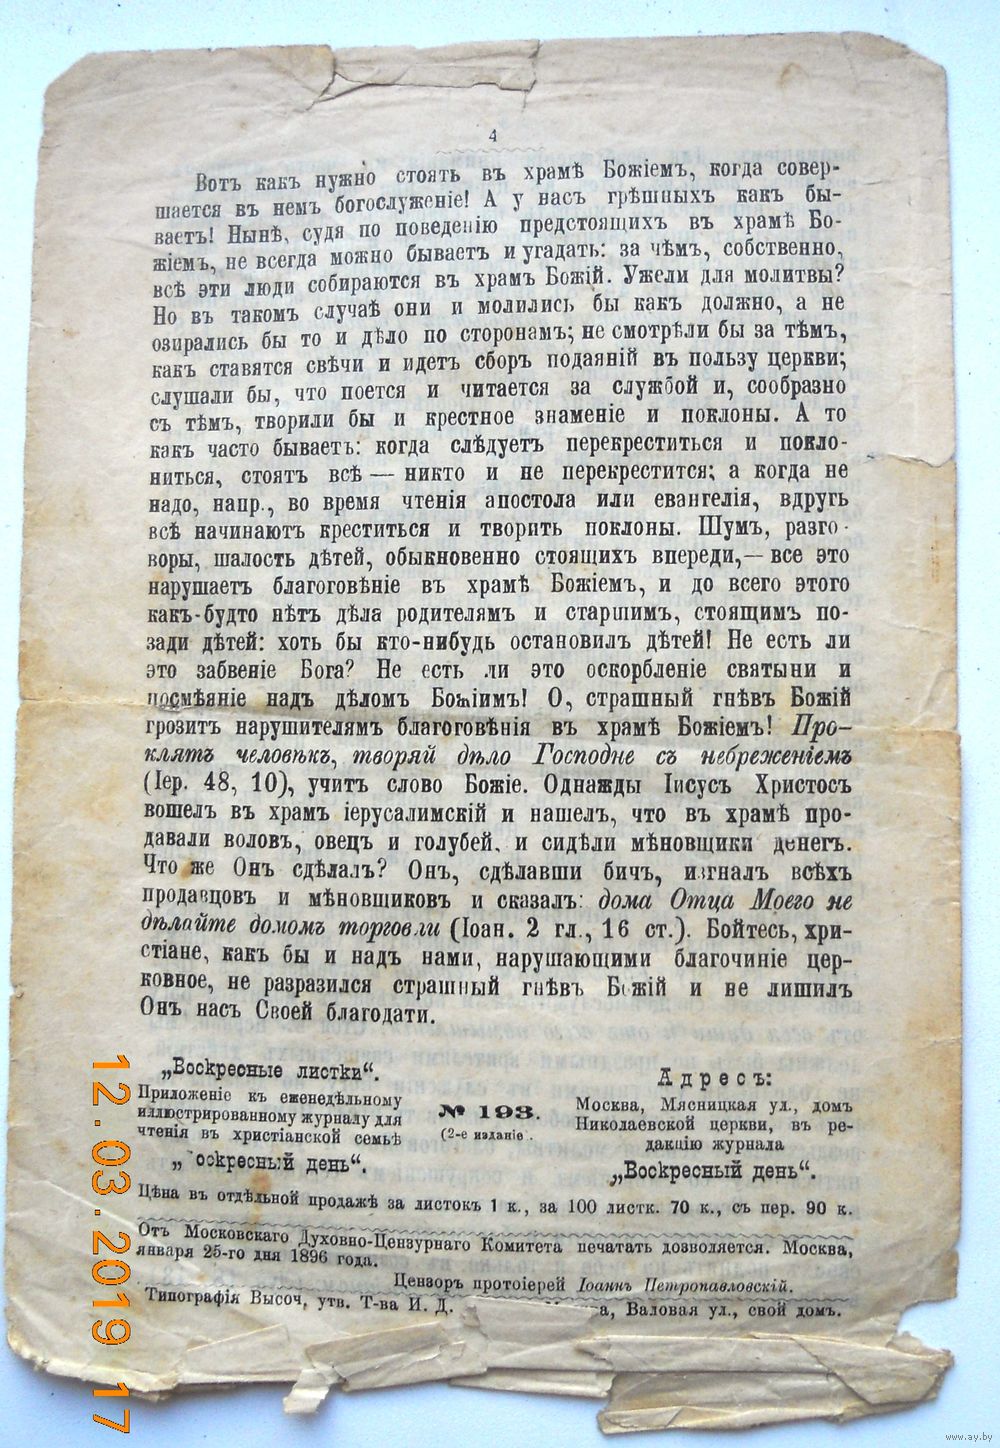 4
Вотъ какъ нужно стоять въ храмѣ Божіемъ, когда совер-
шается въ немъ богослуженіе! А у насъ грѣшныхъ какъ бы-
ваетъ! Нынѣ, судя по поведенію предстоящихъ въ храмѣ Бо-
жіемъ, не всегда можно бываетъ и угадать: за чѣмъ, собственно,
всѣ эти люди собираются въ храмъ Божій. Ужели для молитвы?
Но въ такомъ случаѣ они и молились бы какъ должно, а не
озирались бы то и дѣло по сторонамъ; не смотрѣли бы за тѣмъ,
какъ ставятся свѣчи и идетъ сборъ подаяній въ пользу церкви;
слушали бы, что поется и читается за службой и, сообразно
съ тѣмъ, творили бы и крестное знаменіе и поклоны. А то
какъ часто бываетъ: когда слѣдуетъ перекреститься и покло-
ниться, стоятъ всѣ — никто и не перекрестится; а когда не
надо, напр., во время чтенія апостола или евангелія, вдругъ
всѣ начинаютъ креститься и творить поклоны. Шумъ, разго-
воры, шалость дѣтей, обыкновенно стоящихъ впереди,— все это
нарушаетъ благоговѣніе въ храмѣ Божіемъ, и до всего этого
какъ-будто нѣтъ дѣла родителямъ и старшимъ, стоящимъ по-
зади дѣтей: хоть бы кто-нибудь остановилъ дѣтей! Не есть ли
это забвеніе Бога? Не есть ли это оскорбленіе святыни и
посмѣяніе надъ дѣломъ Божіимъ! О, страшный гнѣвъ Божій
грозитъ нарушителямъ благоговѣнія въ храмѣ Божіемъ! Про-
клятъ человѣкъ, творяй дѣло Господне съ небреженіемъ
(Іер. 48, 10), учитъ слово Божіе. Однажды Іисусъ Христосъ
вошелъ въ храмъ іерусалимскій и нашелъ, что въ храмѣ про-
давали воловъ, овецъ и голубей, и сидѣли мѣновщики денегъ.
Что же Онъ сдѣлалъ? Онъ, сдѣлавши бичъ, изгналъ всѣхъ
продавцовъ и мѣновщиковъ и сказалъ: дома Отца Моего не
дѣлайте домомъ торговли (Іоан. 2 гл., 16 ст.). Бойтесь, хри-
стіане, какъ бы и надъ нами, нарушающими благочиніе цер-
ковное, не разразился страшный гнѣвъ Божій и не лишилъ
Онъ насъ Своей благодати.
„Воскресные листки“.
Приложеніе къ еженедѣльному
иллюстрированному журналу для
чтенія въ христіанской семьѣ
„Воскресный день“.
№ 193.
(2-е изданіе.
Адресъ:
Москва, Мясницкая ул., домъ
Николаевской церкви, въ ре-
дакцію журнала
„Воскресный день“.
Цѣна въ отдѣльной продажѣ за листокъ 1 к., за 100 листк. 70 к., съ пер. 90 к.
Отъ Московскаго Духовно-Цензурнаго Комитета печатать дозволяется. Москва,
января 25-го дня 1896 года.
Цензоръ протоіерей Іоаннъ Петропавловскій.
Типографія Высоч. утв. Т-ва И. Д. Валовая ул., свой домъ.
12.03.2019 17
www.ay.by